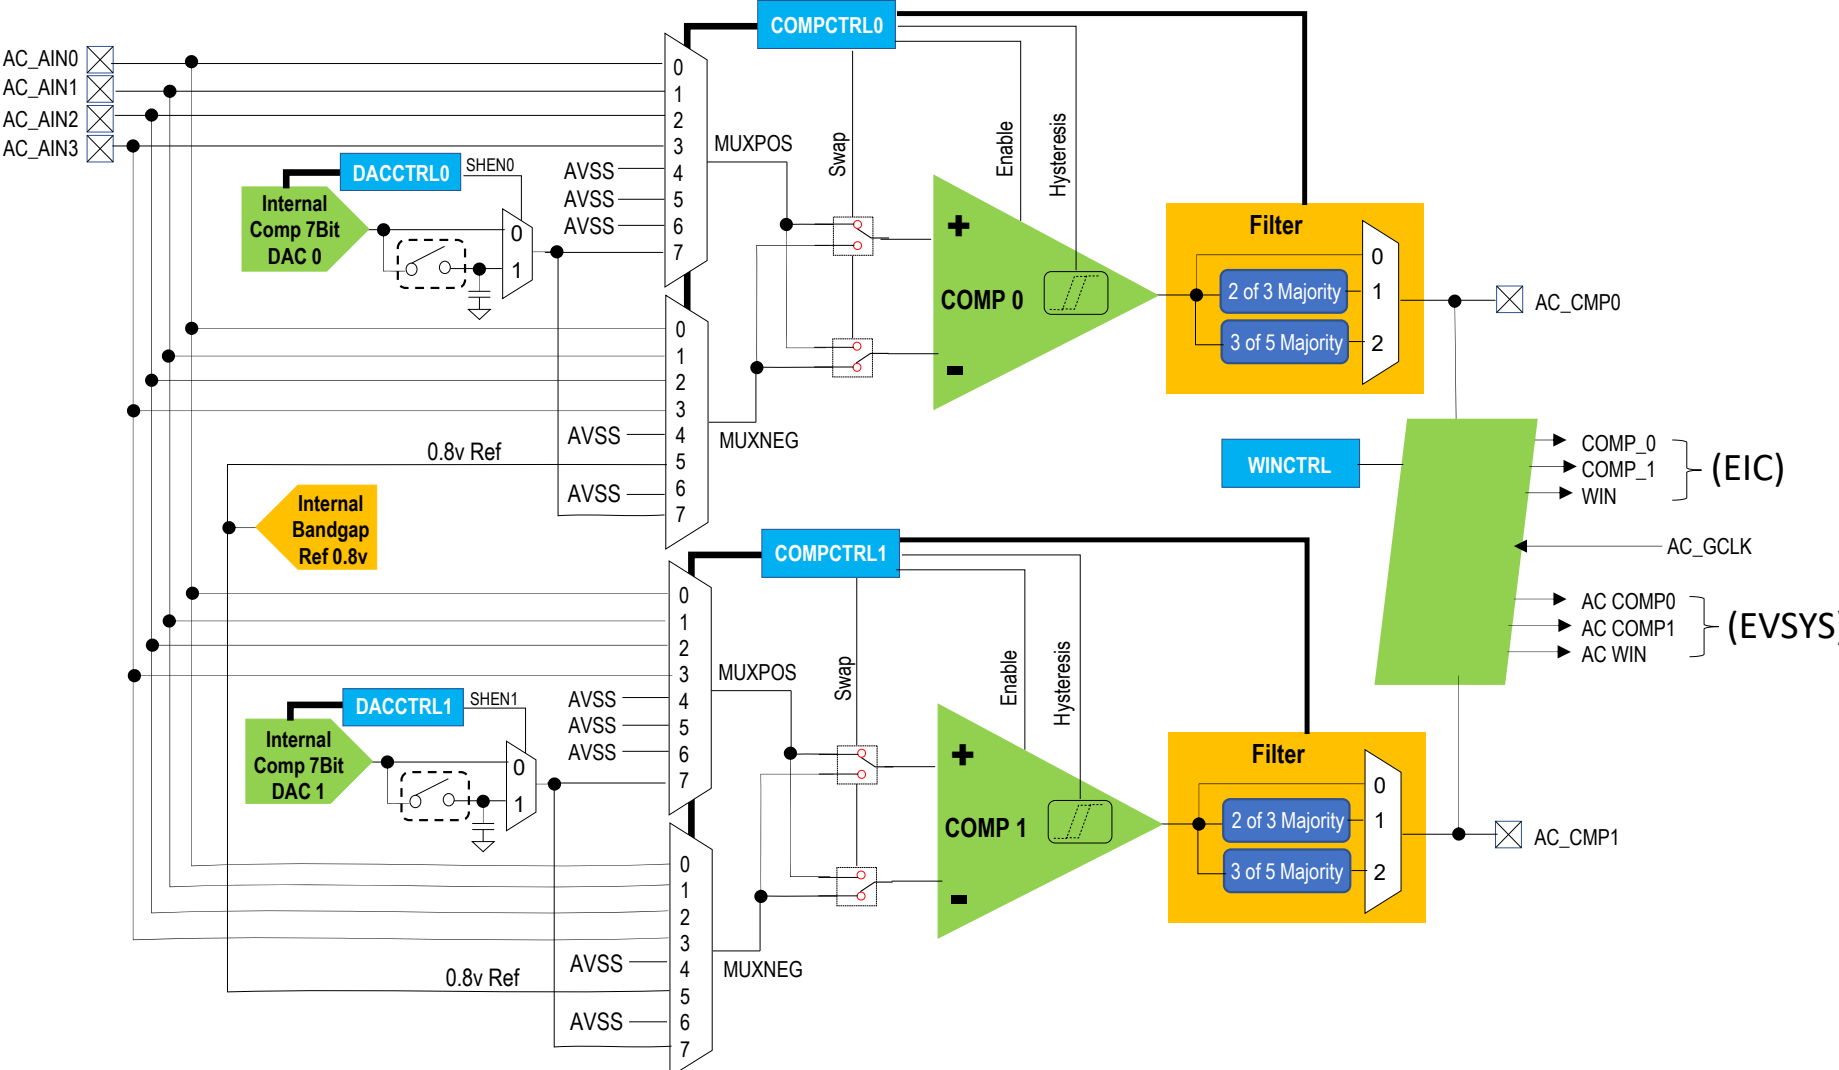 COMPCTRL0
AC_AIN0
AC_AIN1
AC_AIN2
AC_AIN3
0
1
2
3
4
5
6
7
MUXPOS
AVSS
AVSS
AVSS
DACCTRL0
SHEN0
Internal
Comp 7Bit
DAC 0
0
1
Swap
Enable
Hysteresis
+
COMP 0
-
Filter
0
2 of 3 Majority
1
3 of 5 Majority
2
AC_CMP0
0
1
2
3
4
5
6
7
MUXNEG
AVSS
0.8v Ref
AVSS
Internal
Bandgap
Ref 0.8v
WINCTRL
COMP_0
COMP_1
WIN
(EIC)
AC_GCLK
AC COMP0
AC COMP1
AC WIN
(EVSYS)
COMPCTRL1
0
1
2
3
4
5
6
7
MUXPOS
AVSS
AVSS
AVSS
DACCTRL1
SHEN1
Internal
Comp 7Bit
DAC 1
0
1
Swap
Enable
Hysteresis
+
COMP 1
-
Filter
0
2 of 3 Majority
1
3 of 5 Majority
2
AC_CMP1
0
1
2
3
4
5
6
7
MUXNEG
AVSS
0.8v Ref
AVSS